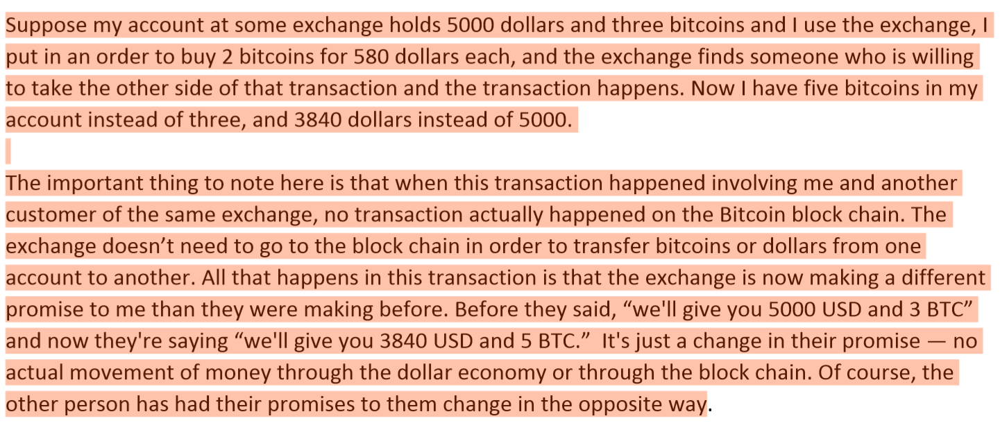 Suppose my account at some exchange holds 5000 dollars and three bitcoins and I use the exchange, I
put in an order to buy 2 bitcoins for 580 dollars each, and the exchange finds someone who is willing
to take the other side of that transaction and the transaction happens. Now I have five bitcoins in my
account instead of three, and 3840 dollars instead of 5000.
The important thing to note here is that when this transaction happened involving me and another
customer of the same exchange, no transaction actually happened on the Bitcoin block chain. The
exchange doesn’t need to go to the block chain in order to transfer bitcoins or dollars from one
account to another. All that happens in this transaction is that the exchange is now making a different
promise to me than they were making before. Before they said, “we'll give you 5000 USD and 3 BTC”
and now they're saying “we'll give you 3840 USD and 5 BTC.”  It's just a change in their promise — no
actual movement of money through the dollar economy or through the block chain. Of course, the
other person has had their promises to them change in the opposite way.